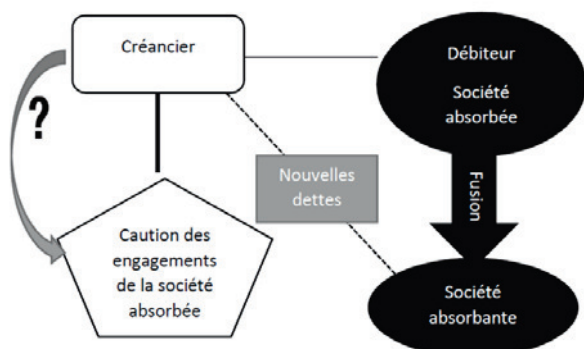 Créancier
Débiteur
Société
absorbée
?
Nouvelles
dettes
Fusion
Caution des
engagements
de la société
absorbée
Société
absorbante